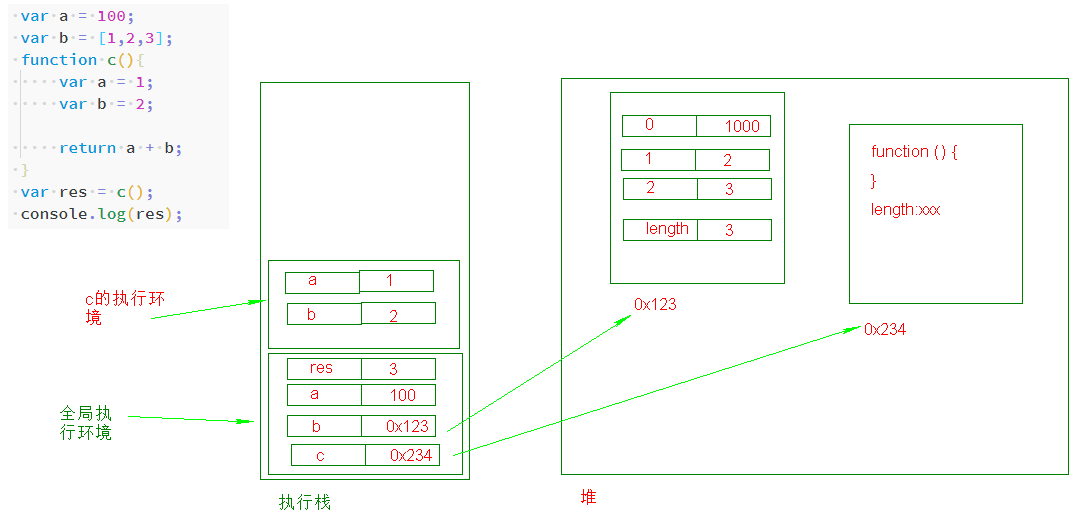 var a = 100;
var b = [1,2,3];
function c(){
var a = 1;
var b = 2;
return a + b;
}
var res = c();
console.log(res);
c的执行环
境
全局执
行环境
a 1
b 2
res 3
a 100
b 0x123
c 0x234
执行栈
0 1000
1 2
2 3
length 3
0x123
function ( ) {
}
length:xxx
0x234
堆